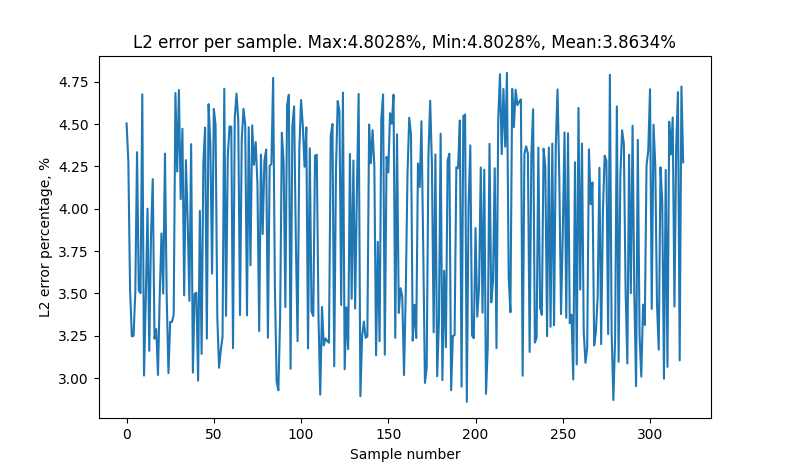 L2 error per sample. Max:4.8028%, Min:4.8028%, Mean:3.8634%
L2 error percentage, %
4.75
4.50
4.25
4.00
3.75
3.50
3.25
3.00
0 50 100 150 200 250 300
Sample number